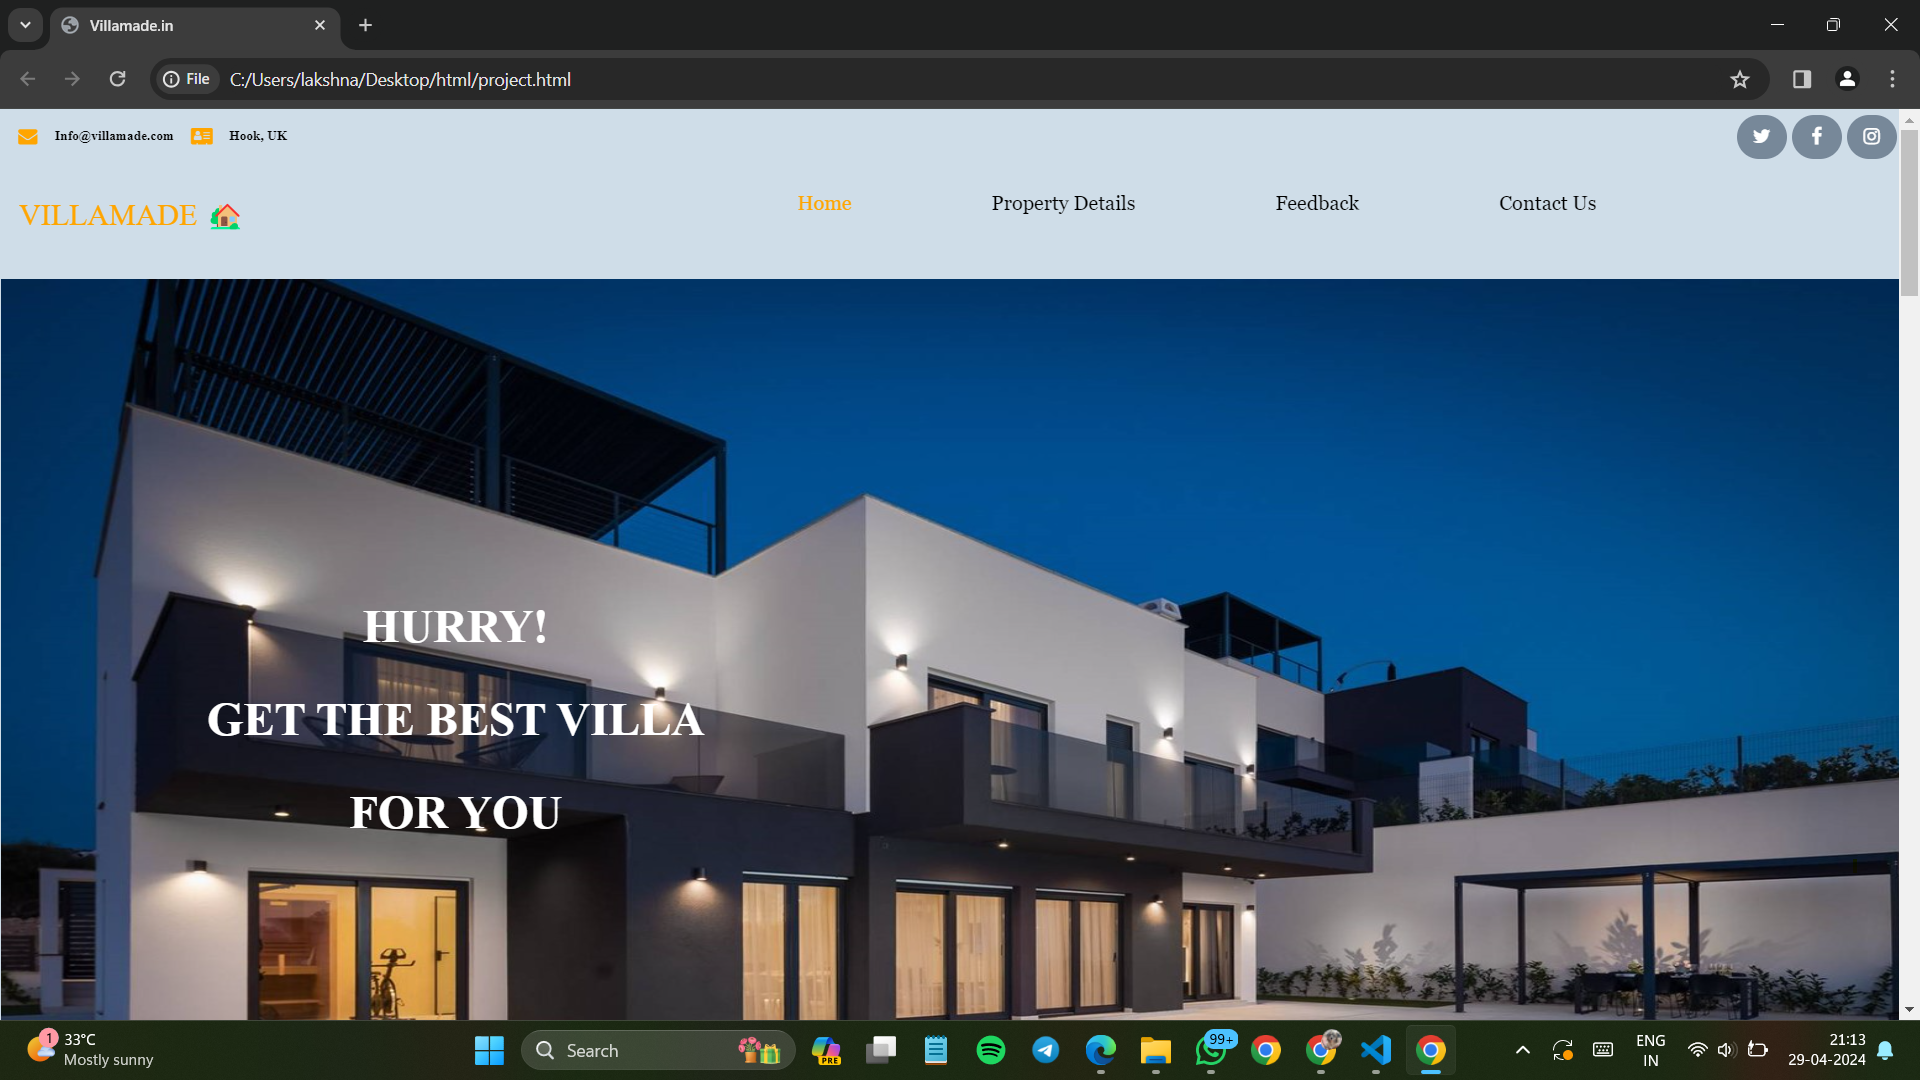 Villamade.in
File C:/Users/lakshna/Desktop/html/project.html
Info@villamade.com Hook, UK
VILLAMADE
Home Property Details Feedback Contact Us
HURRY!
GET THE BEST VILLA
FOR YOU
1
33°C
Mostly sunny
Search
PRE
99+
ENG
IN
21:13
29-04-2024